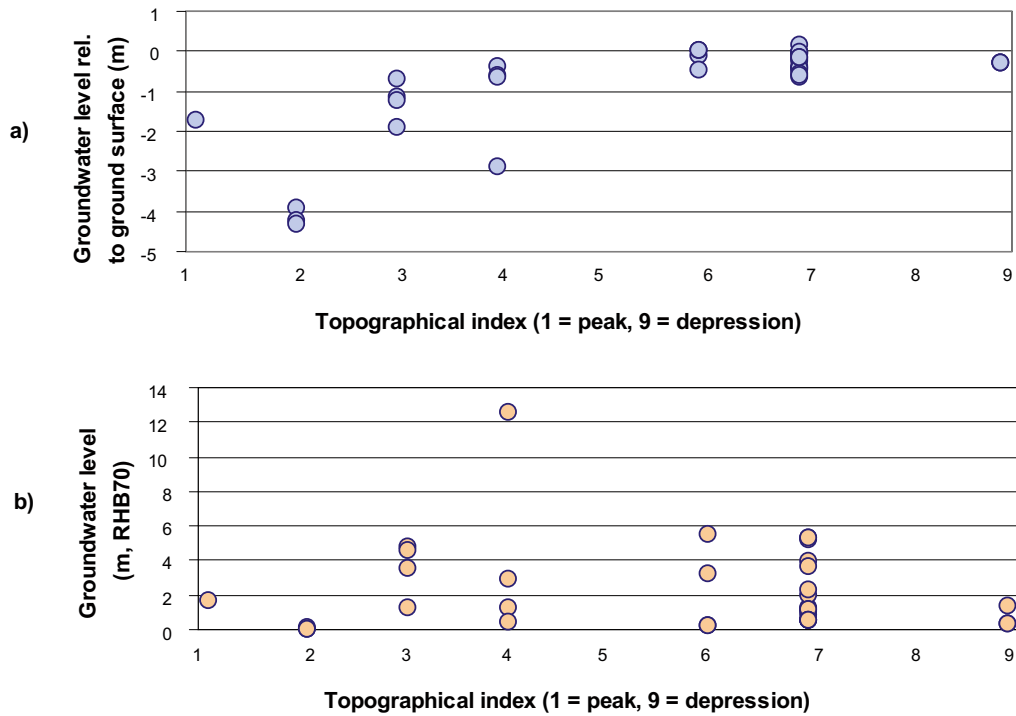 a)
Groundwater level rel.
to ground surface (m)
1
0
-1
-2
-3
-4
-5
1 2 3 4 5 6 7 8 9
Topographical index (1 = peak, 9 = depression)
b)
Groundwater level
(m, RHB70)
14
12
10
8
6
4
2
0
1 2 3 4 5 6 7 8 9
Topographical index (1 = peak, 9 = depression)